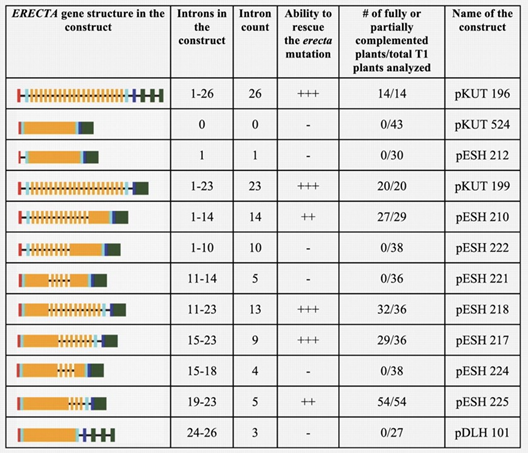 ERECTA gene structure in the construct
Introns in the construct
Intron count
Ability to rescue the erecta mutation
# of fully or partially complemented plants/total T1 plants analyzed
Name of the construct
1-26 26 +++ 14/14 pKUT 196
0 0 - 0/43 pKUT 524
1 1 - 0/30 pESH 212
1-23 23 +++ 20/20 pKUT 199
1-14 14 ++ 27/29 pESH 210
1-10 10 - 0/38 pESH 222
11-14 5 - 0/36 pESH 221
11-23 13 +++ 32/36 pESH 218
15-23 9 +++ 29/36 pESH 217
15-18 4 - 0/38 pESH 224
19-23 5 ++ 54/54 pESH 225
24-26 3 - 0/27 pDLH 101